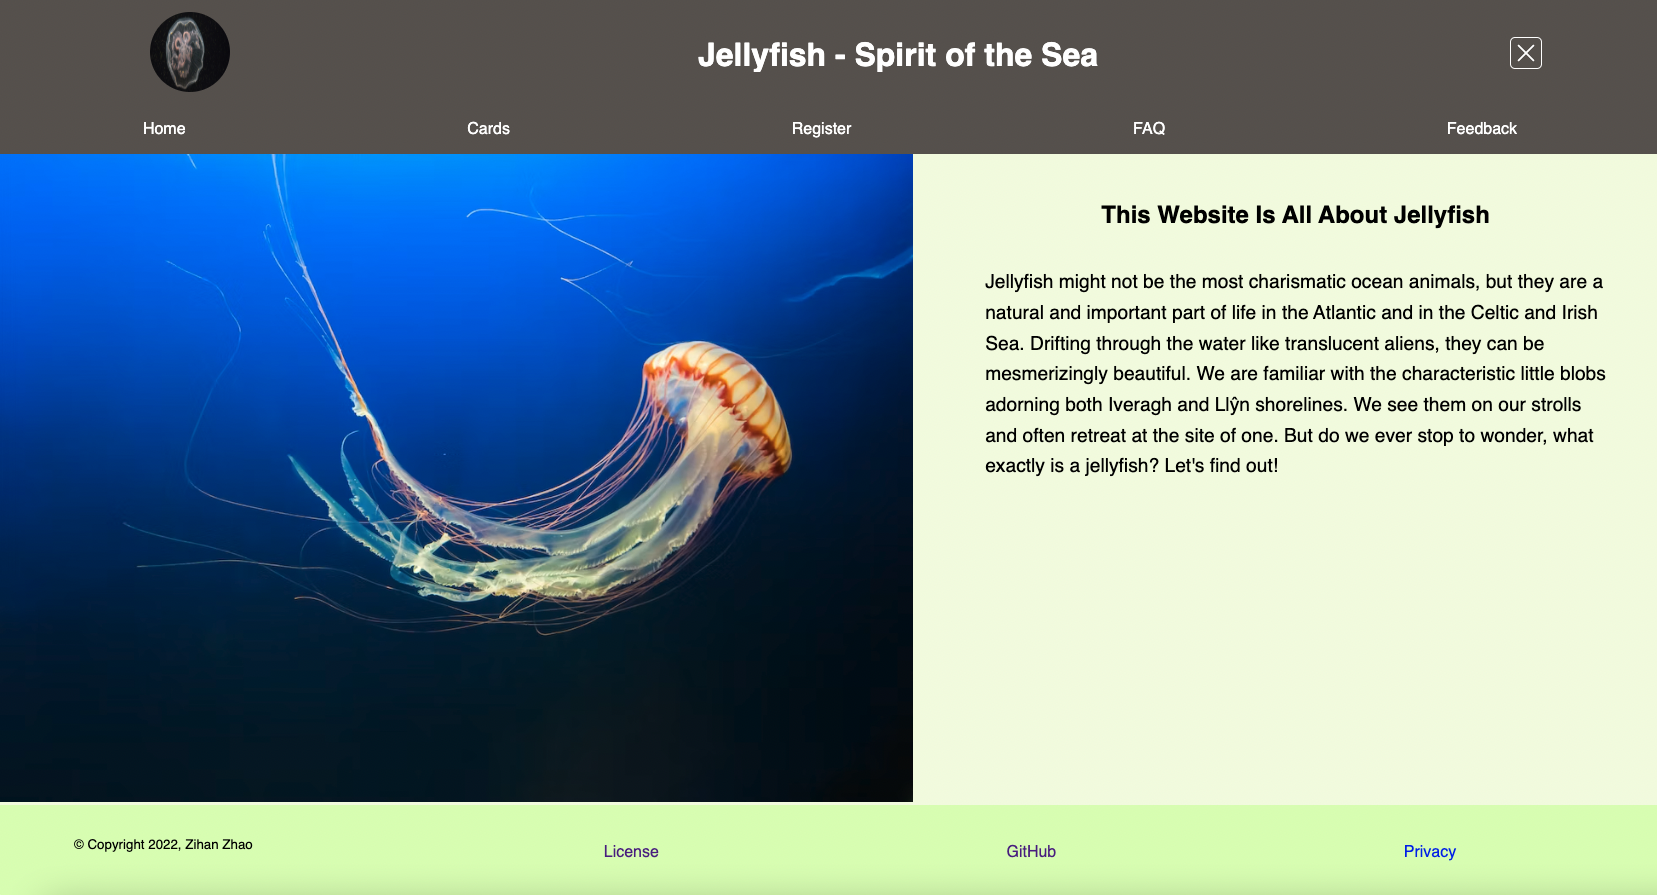 Jellyfish - Spirit of the Sea
Home Cards Register FAQ Feedback
This Website Is All About Jellyfish
Jellyfish might not be the most charismatic ocean animals, but they are a
natural and important part of life in the Atlantic and in the Celtic and Irish
Sea. Drifting through the water like translucent aliens, they can be
mesmerizingly beautiful. We are familiar with the characteristic little blobs
adorning both Iveragh and Llŷn shorelines. We see them on our strolls
and often retreat at the site of one. But do we ever stop to wonder, what
exactly is a jellyfish? Let's find out!
© Copyright 2022, Zihan Zhao
License GitHub Privacy